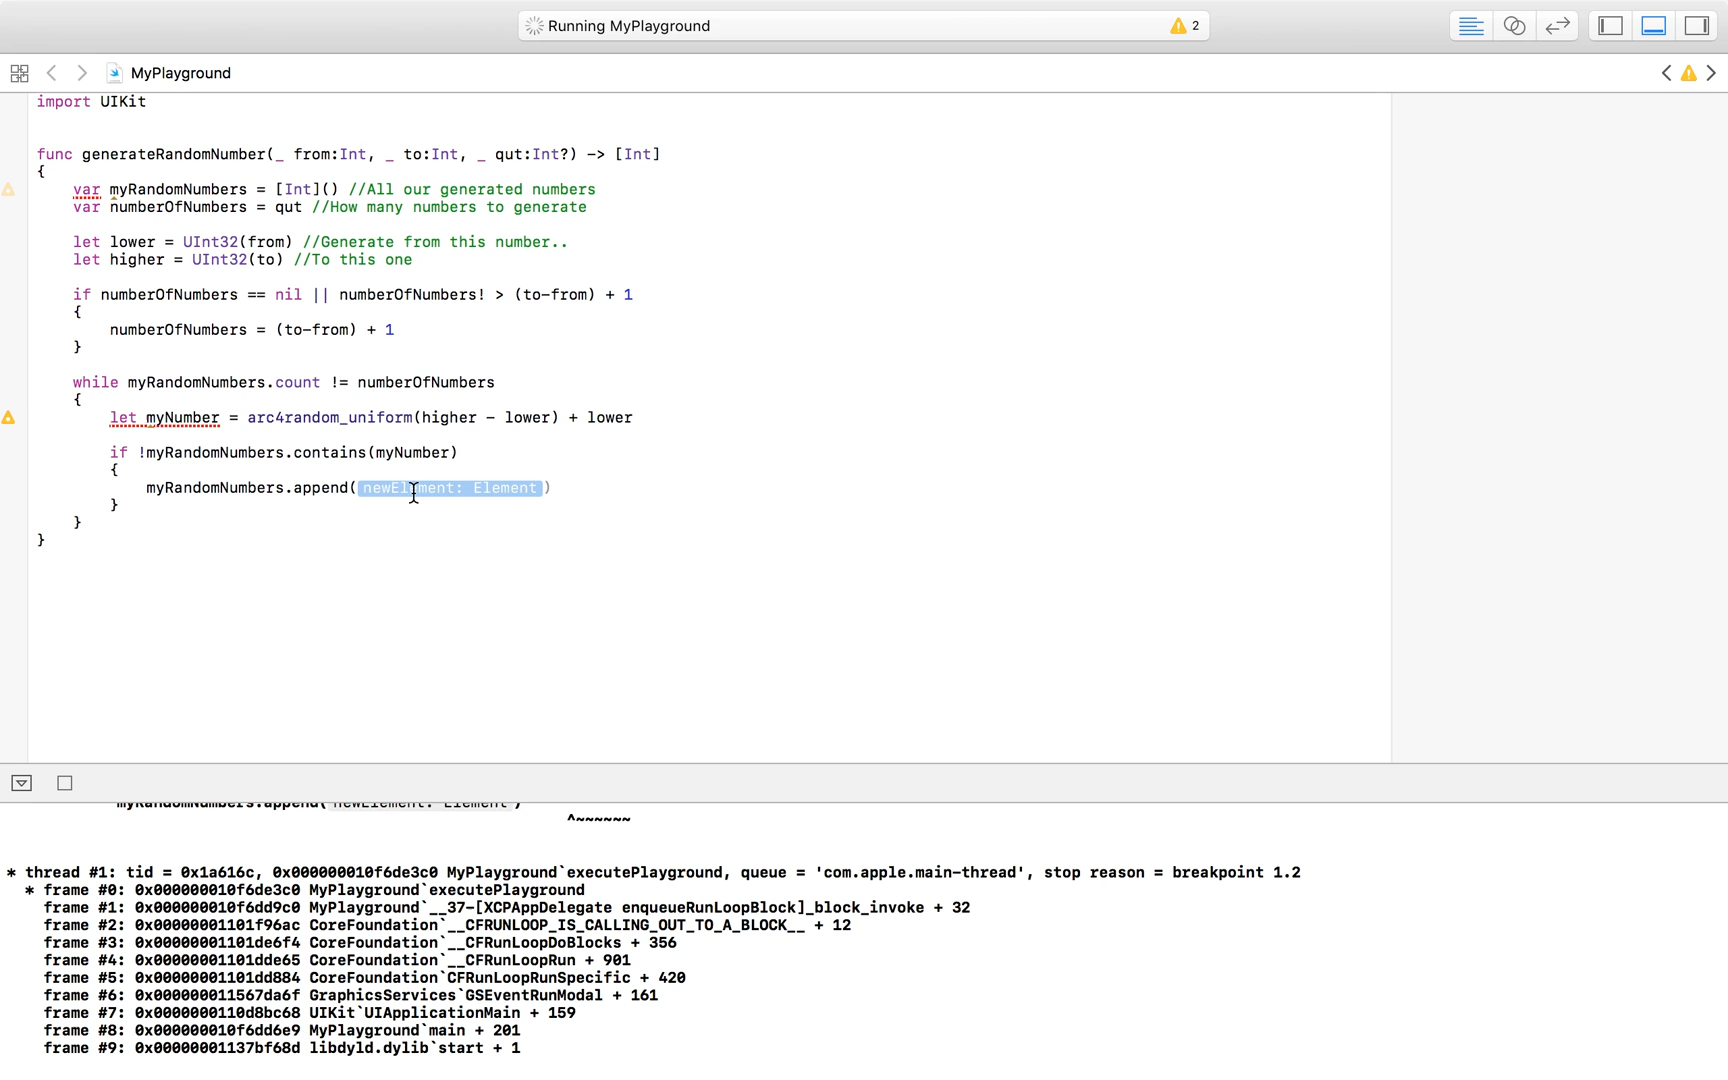 Running MyPlayground
2
MyPlayground
import UIKit
func generateRandomNumber(_ from:Int, _ to:Int, _ qut:Int?) -> [Int]
{
var myRandomNumbers = [Int]() //All our generated numbers
var numberOfNumbers = qut //How many numbers to generate
let lower = UInt32(from) //Generate from this number..
let higher = UInt32(to) //To this one
if numberOfNumbers == nil || numberOfNumbers! > (to-from) + 1
{
numberOfNumbers = (to-from) + 1
}
while myRandomNumbers.count != numberOfNumbers
{
let myNumber = arc4random_uniform(higher - lower) + lower
if !myRandomNumbers.contains(myNumber)
{
myRandomNumbers.append(newElement: Element)
}
}
}
myRandomNumbers.append(newElement: Element)
^~~~~~~
* thread #1: tid = 0x1a616c, 0x000000010f6de3c0 MyPlayground`executePlayground, queue = 'com.apple.main-thread', stop reason = breakpoint 1.2
* frame #0: 0x000000010f6de3c0 MyPlayground`executePlayground
frame #1: 0x000000010f6dd9c0 MyPlayground`__37-[XCPAppDelegate enqueueRunLoopBlock]_block_invoke + 32
frame #2: 0x00000001101f96ac CoreFoundation`__CFRUNLOOP_IS_CALLING_OUT_TO_A_BLOCK__ + 12
frame #3: 0x00000001101de6f4 CoreFoundation`__CFRunLoopDoBlocks + 356
frame #4: 0x00000001101dde65 CoreFoundation`__CFRunLoopRun + 901
frame #5: 0x00000001101dd884 CoreFoundation`CFRunLoopRunSpecific + 420
frame #6: 0x000000011567da6f GraphicsServices`GSEventRunModal + 161
frame #7: 0x0000000110d8bc68 UIKit`UIApplicationMain + 159
frame #8: 0x000000010f6dd6e9 MyPlayground`main + 201
frame #9: 0x00000001137bf68d libdyld.dylib`start + 1